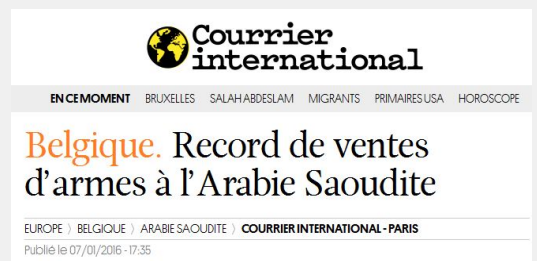 Courrier
international
EN CE MOMENT BRUXELLES SALAH ABDESLAM MIGRANTS PRIMAIRES USA HOROSCOPE
Belgique. Record de ventes
d'armes à l'Arabie Saoudite
EUROPE 〉 BELGIQUE 〉 ARABIE SAOUDITE 〉 COURRIER INTERNATIONAL - PARIS
Publié le 07/01/2016 - 17:35